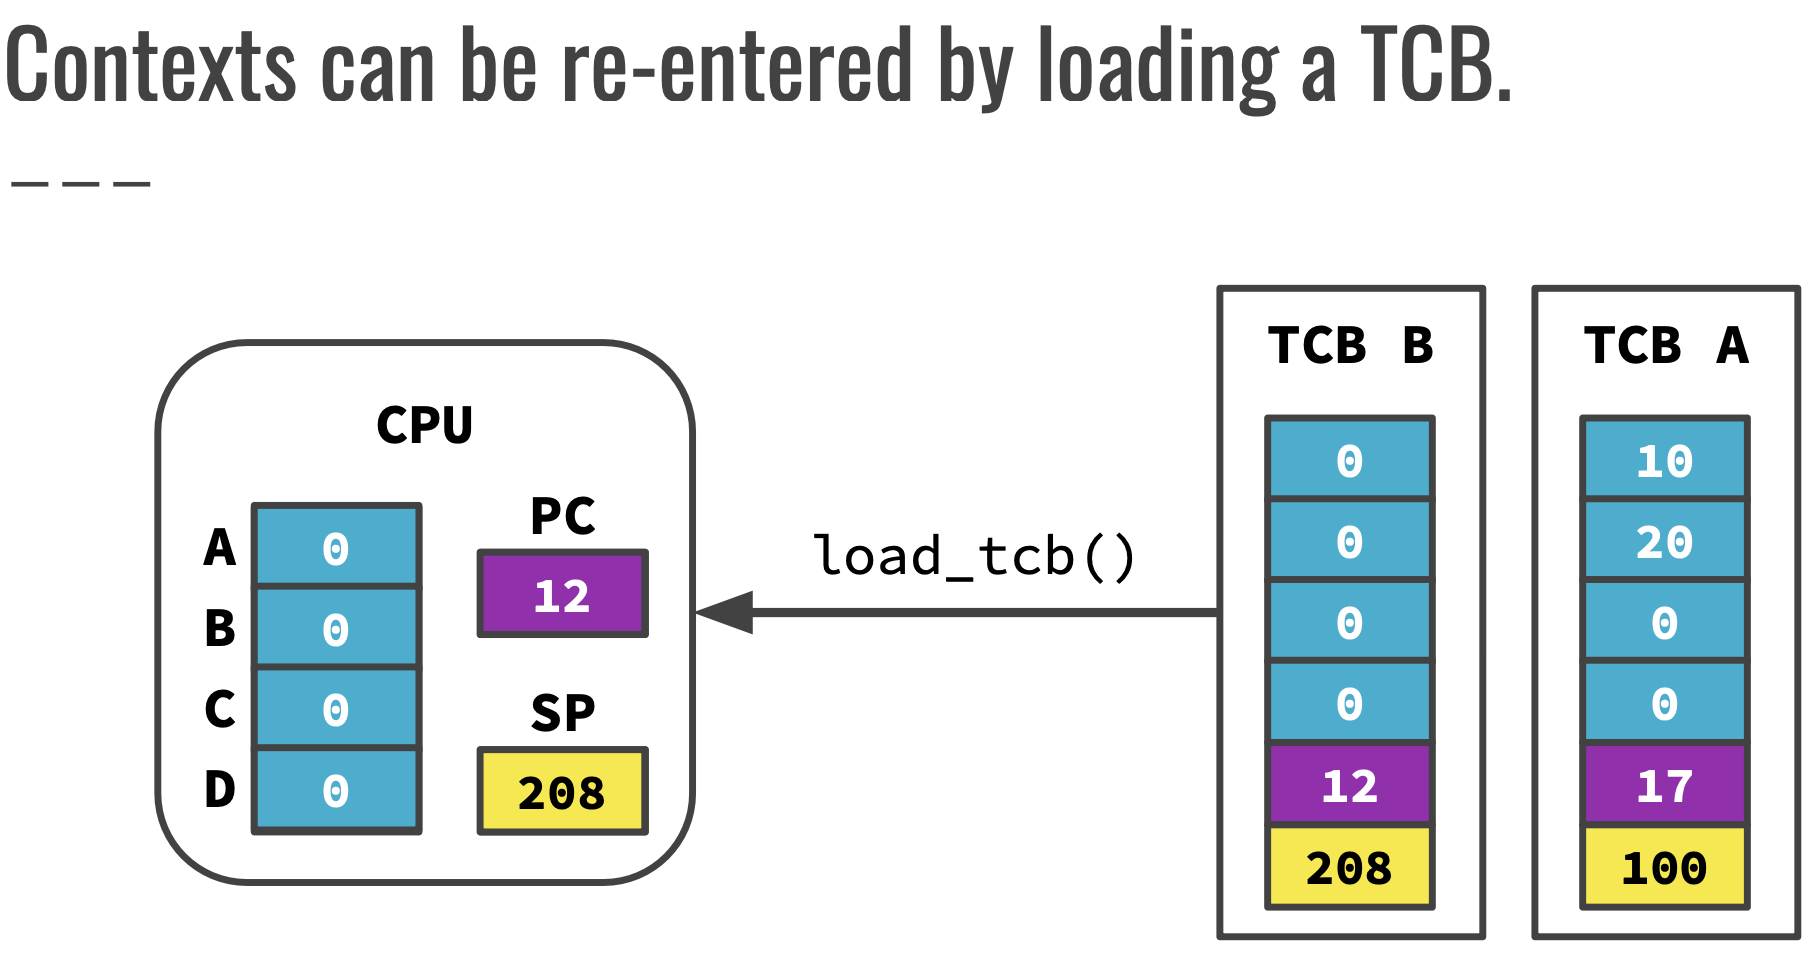 Contexts can be re-entered by loading a TCB.
CPU
A 0
B 0
C 0
D 0
PC
12
SP
208
load_tcb()
TCB B
0
0
0
0
12
208
TCB A
10
20
0
0
17
100